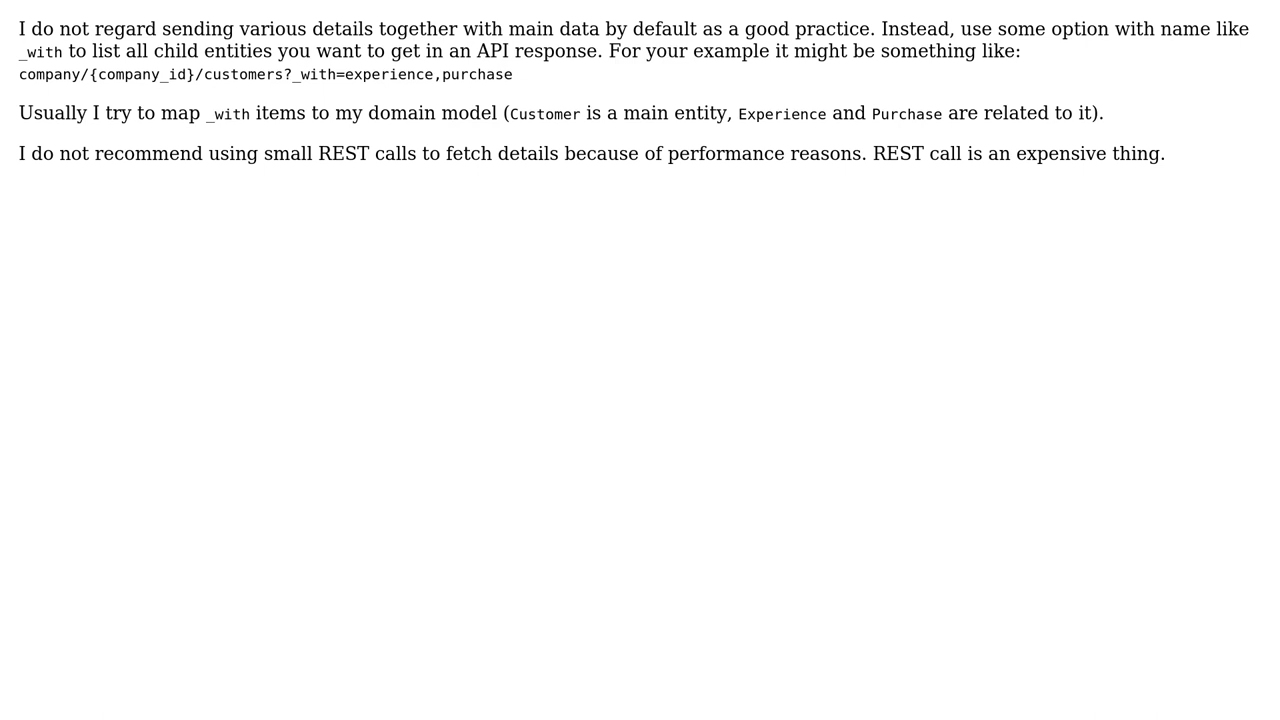 I do not regard sending various details together with main data by default as a good practice. Instead, use some option with name like
_with to list all child entities you want to get in an API response. For your example it might be something like:
company/{company_id}/customers?_with=experience,purchase
Usually I try to map _with items to my domain model (Customer is a main entity, Experience and Purchase are related to it).
I do not recommend using small REST calls to fetch details because of performance reasons. REST call is an expensive thing.